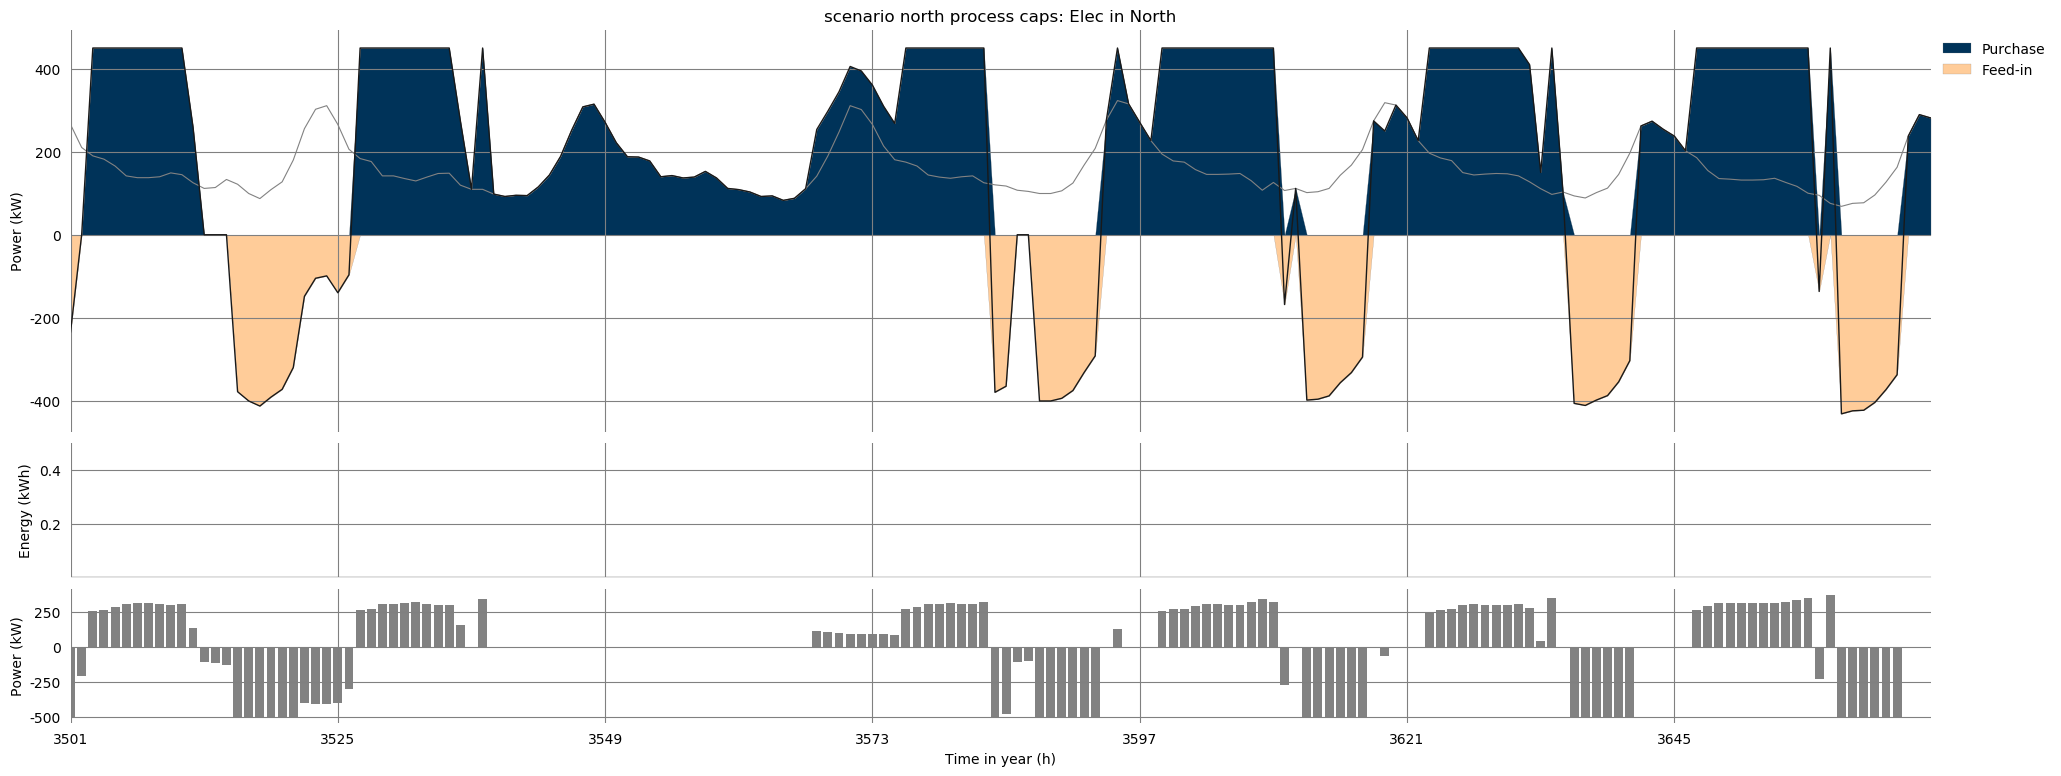 scenario north process caps: Elec in North
Purchase
Feed-in
Power (kW)
400
200
0
-200
-400
Energy (kWh)
0.4
0.2
Power (kW)
250
0
-250
-500
3501 3525 3549 3573 3597 3621 3645
Time in year (h)